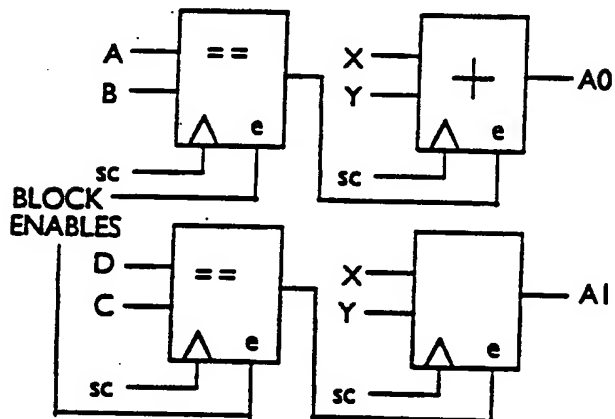 A
B
==
e
sc
X
Y
+
e
sc
A0
BLOCK
ENABLES
D
C
==
e
sc
X
Y
e
sc
A1